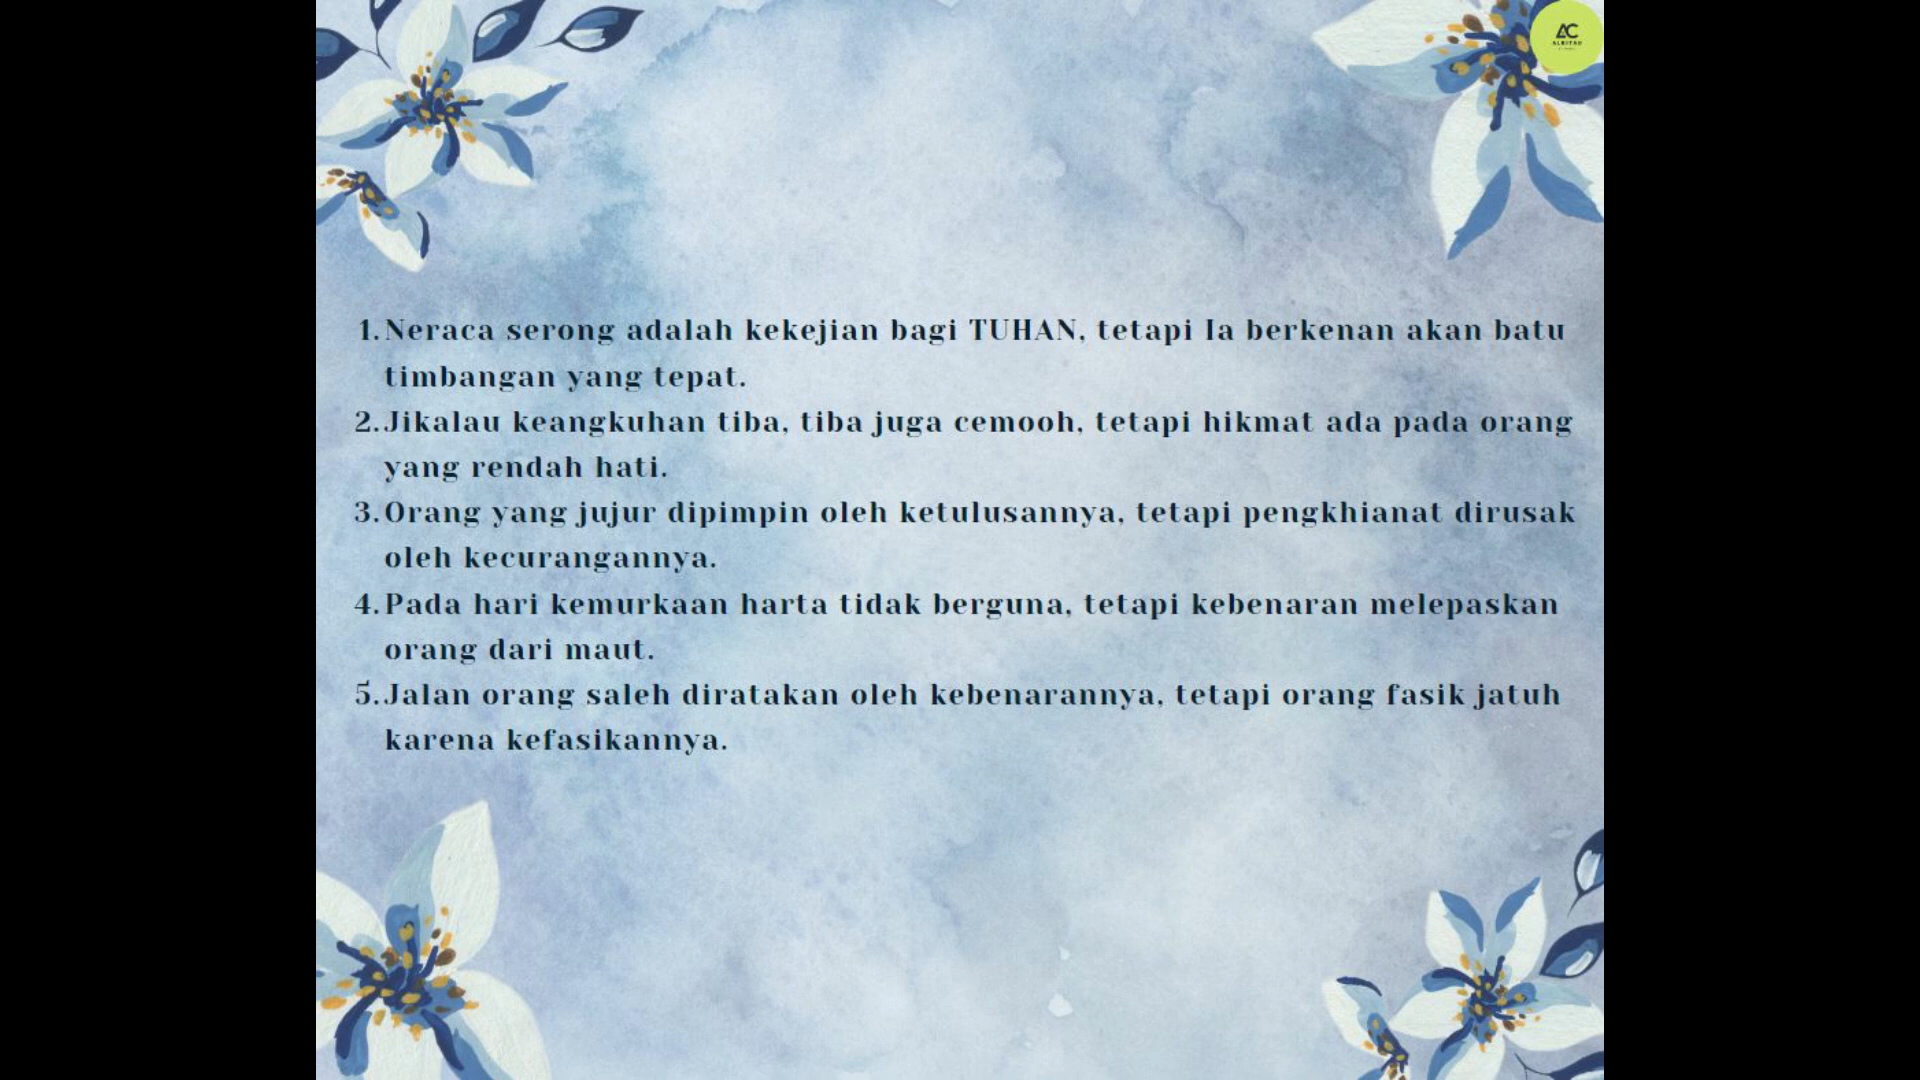 AC
ALKITAB
1. Neraca serong adalah kekejian bagi TUHAN, tetapi Ia berkenan akan batu
timbangan yang tepat.
2. Jikalau keangkuhan tiba, tiba juga cemooh, tetapi hikmat ada pada orang
yang rendah hati.
3. Orang yang jujur dipimpin oleh ketulusannya, tetapi pengkhianat dirusak
oleh kecurangannya.
4. Pada hari kemurkaan harta tidak berguna, tetapi kebenaran melepaskan
orang dari maut.
5. Jalan orang saleh diratakan oleh kebenarannya, tetapi orang fasik jatuh
karena kefasikannya.